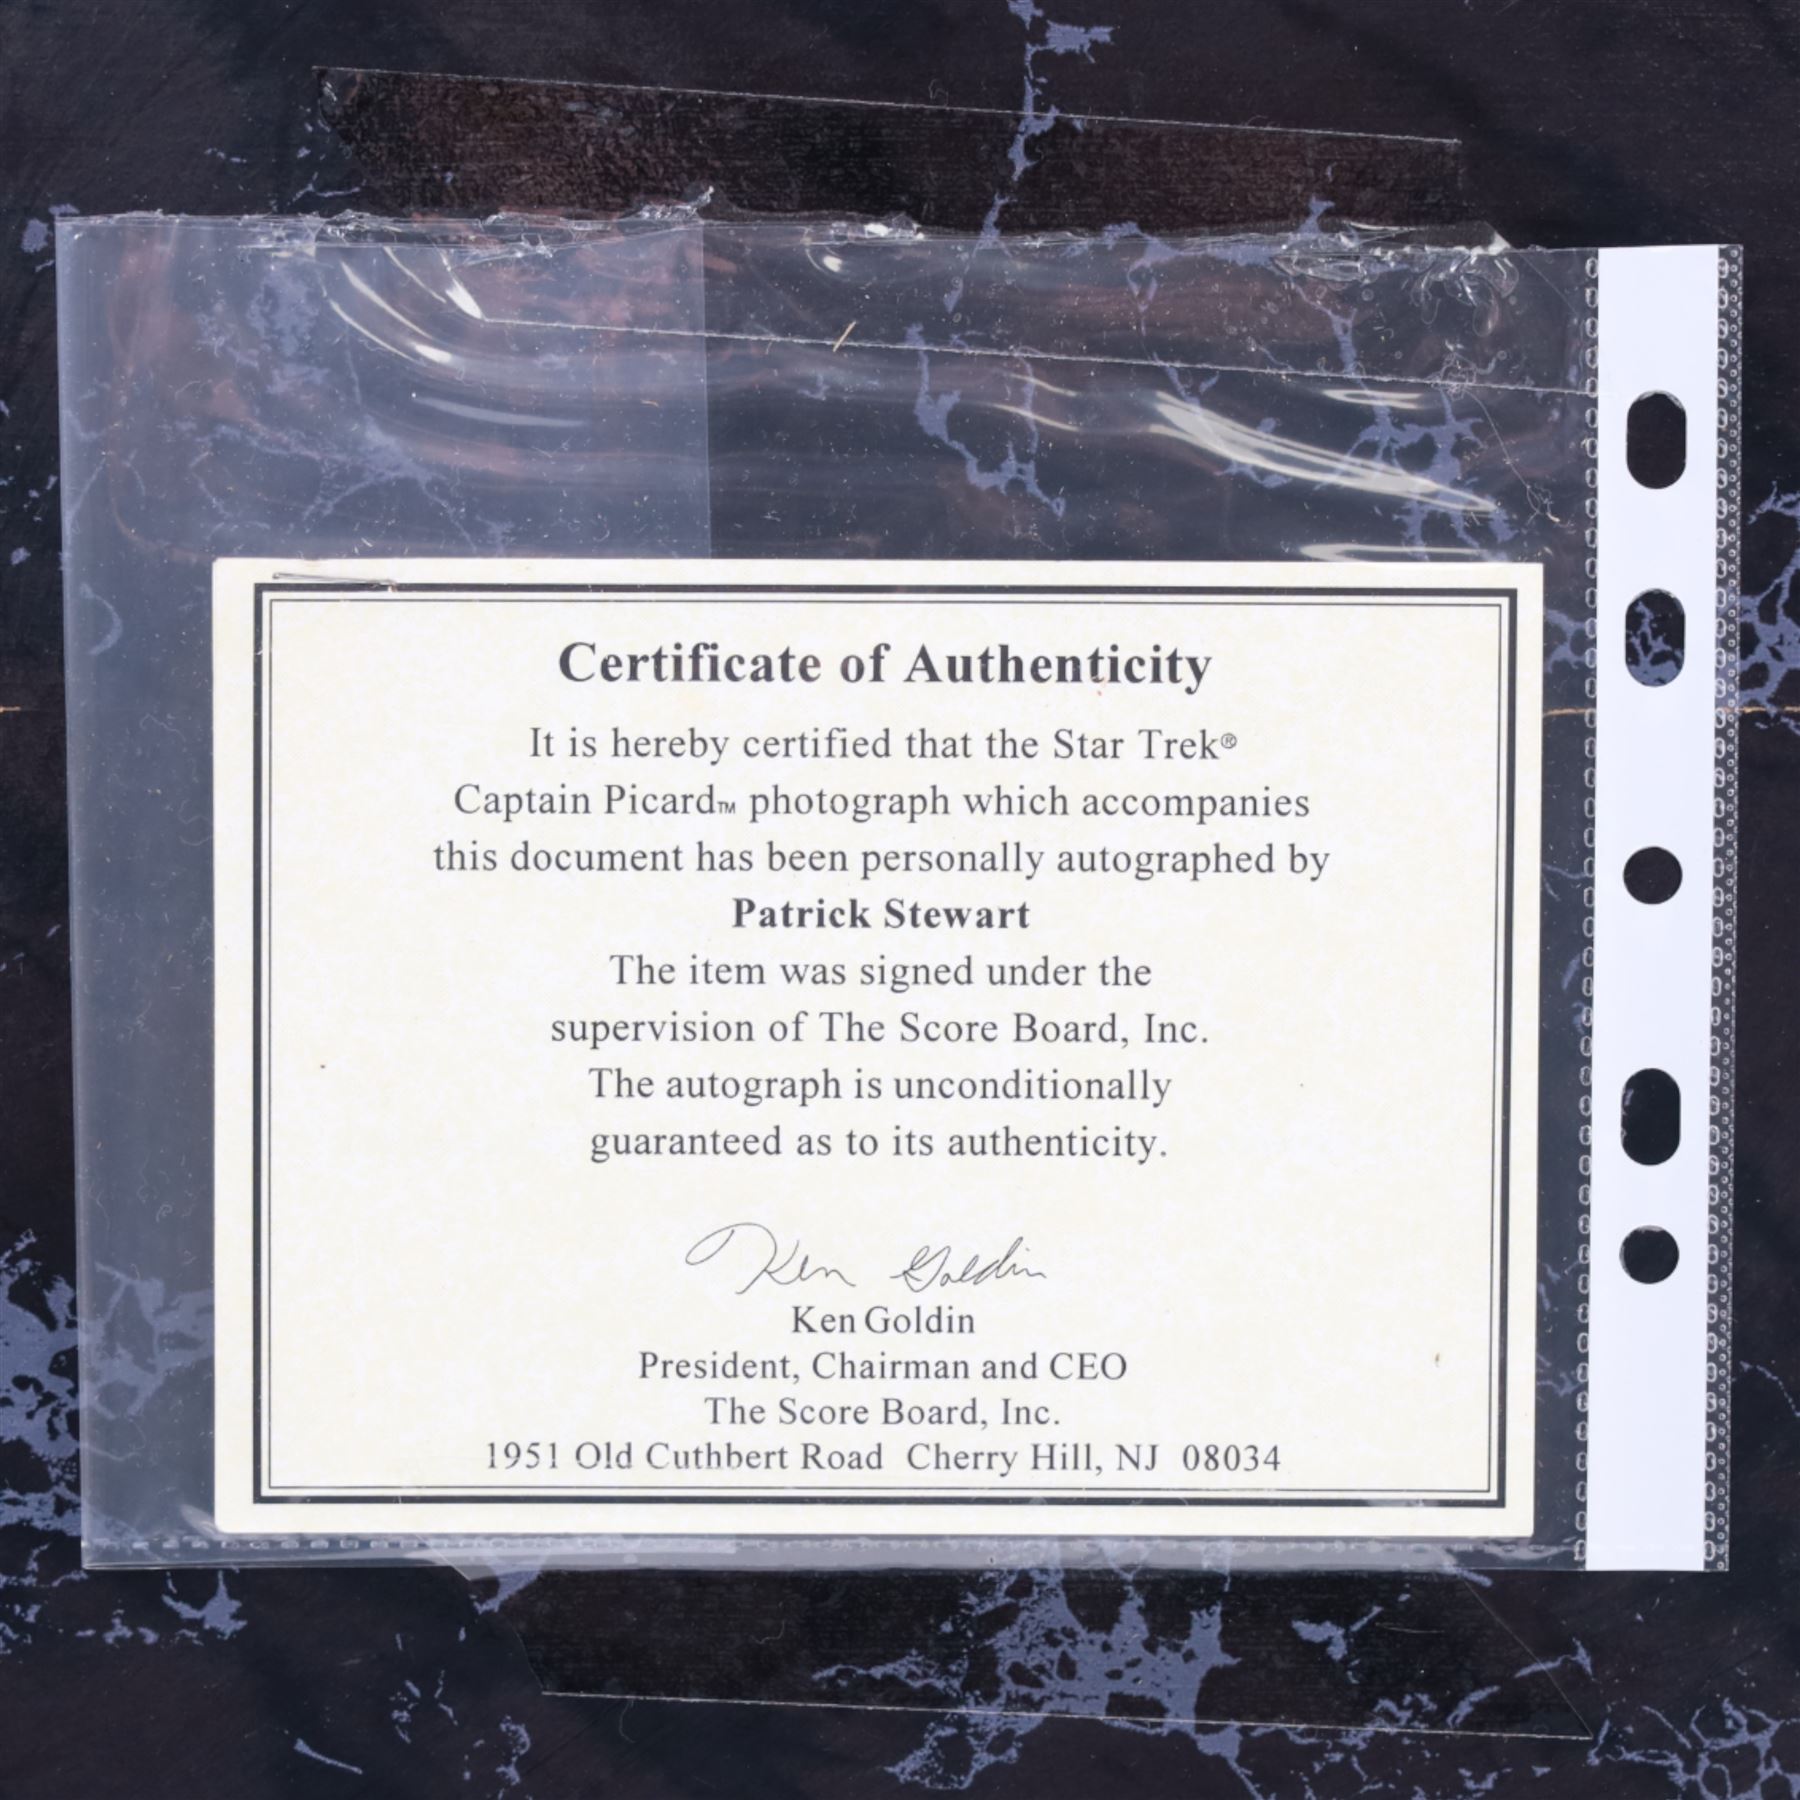 Certificate of Authenticity
It is hereby certified that the Star Trek®
Captain Picard™ photograph which accompanies
this document has been personally autographed by
Patrick Stewart
The item was signed under the
supervision of The Score Board, Inc.
The autograph is unconditionally
guaranteed as to its authenticity.
Ken Goldin
Ken Goldin
President, Chairman and CEO
The Score Board, Inc.
1951 Old Cuthbert Road Cherry Hill, NJ 08034